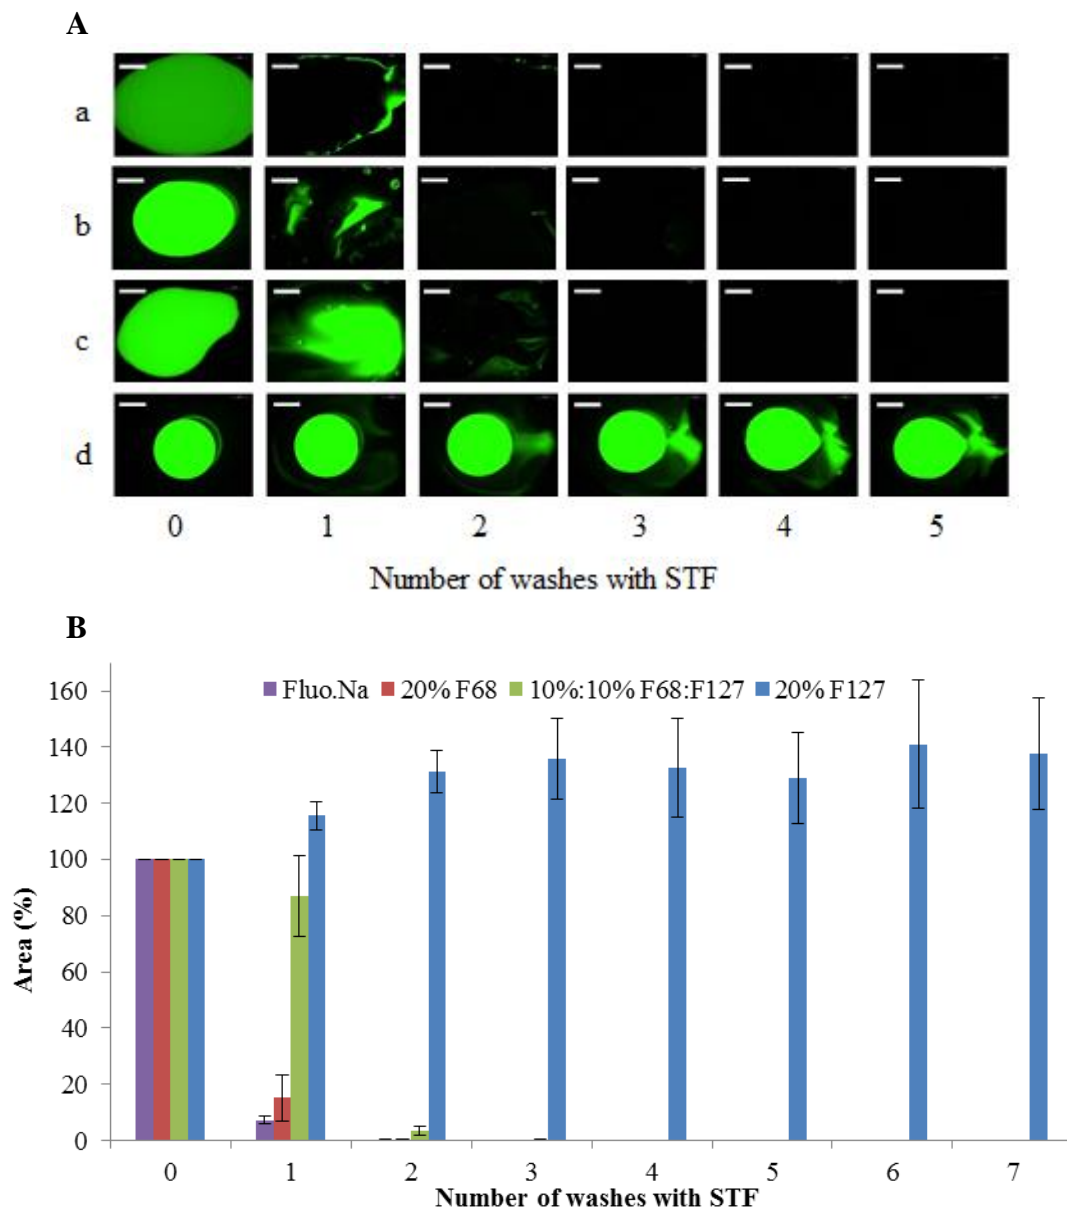 A
a
b
c
d
0 1 2 3 4 5
Number of washes with STF
B
Fluo.Na 20% F68 10%:10% F68:F127 20% F127
160
140
120
100
80
60
40
20
0
Area (%)
0 1 2 3 4 5 6 7
Number of washes with STF